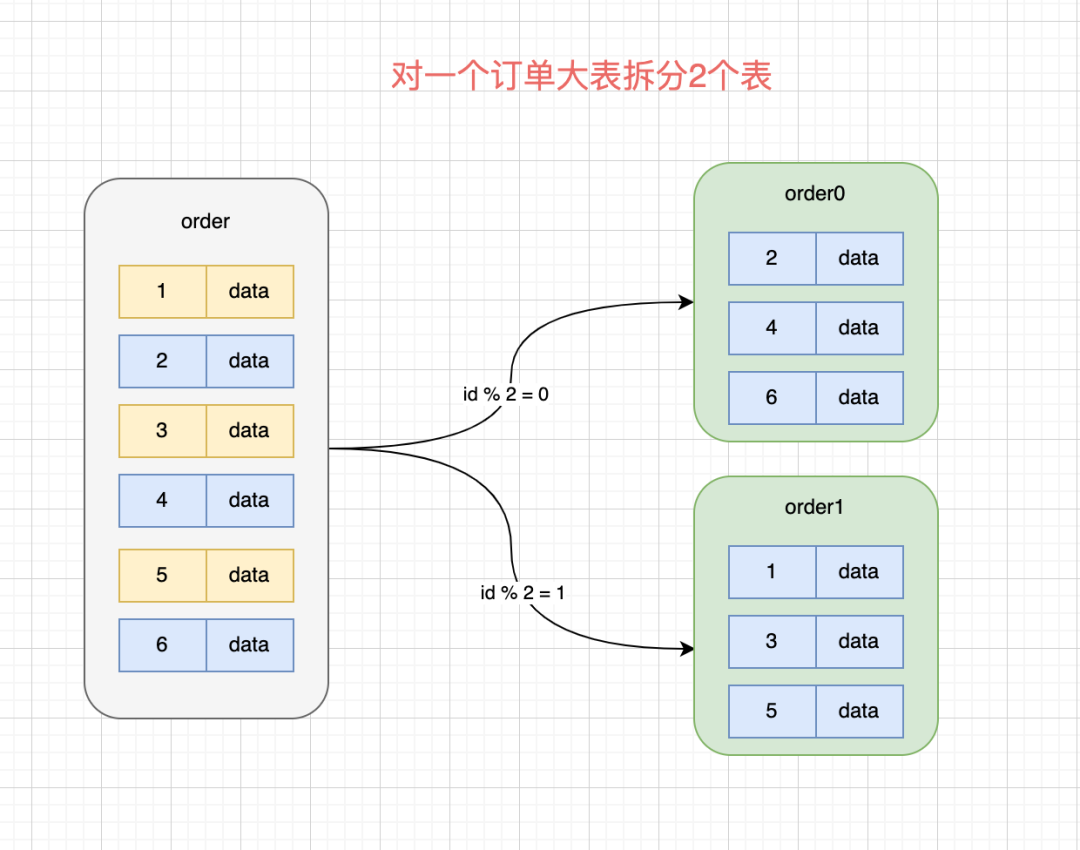 对一个订单大表拆分2个表
order
1 data
2 data
3 data
4 data
5 data
6 data
id % 2 = 0
id % 2 = 1
order0
2 data
4 data
6 data
order1
1 data
3 data
5 data